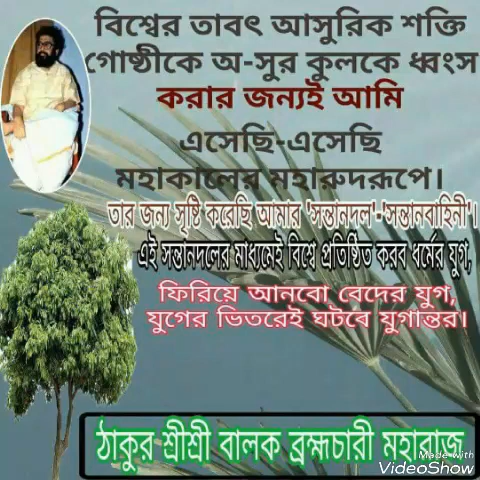 বিশ্বের তাবৎ আসুরিক শক্তি
গোষ্ঠীকে অ-সুর কুলকে ধ্বংস
করার জন্যই আমি
এসেছি-এসেছি
মহাকালের মহারুদরূপে।
তার জন্য সৃষ্টি করেছি আমার 'সন্তানদল'-'সন্তানবাহিনী'।
এই সন্তানদলের মাধ্যমেই বিশ্বে প্রতিষ্ঠিত করব ধর্মের যুগ,
ফিরিয়ে আনবো বেদের যুগ,
যুগের ভিতরেই ঘটবে যুগান্তর।
ঠাকুর শ্রীশ্রী বালক ব্রহ্মচারী মহারাজ
Made with
VideoShow